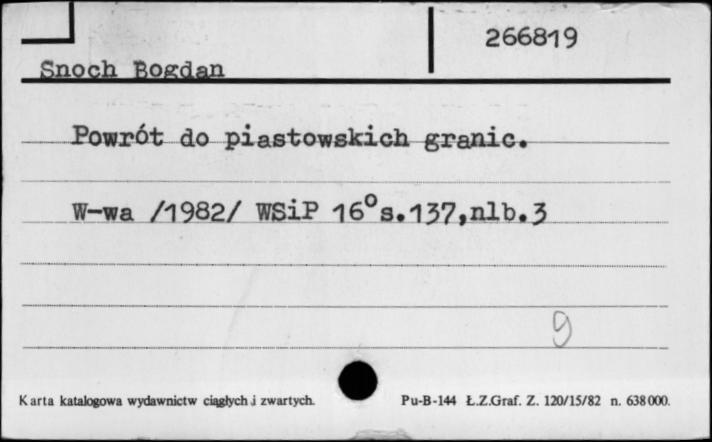 266819
Snoch Bogdan
Powrót do piastowskich granic.
W-wa /1982/ WSiP 16° s.137,nlb.3
9
Karta katalogowa wydawnictw ciągłych i zwartych.
Pu-B-144 Ł.Z.Graf. Z. 120/15/82 n. 638000.